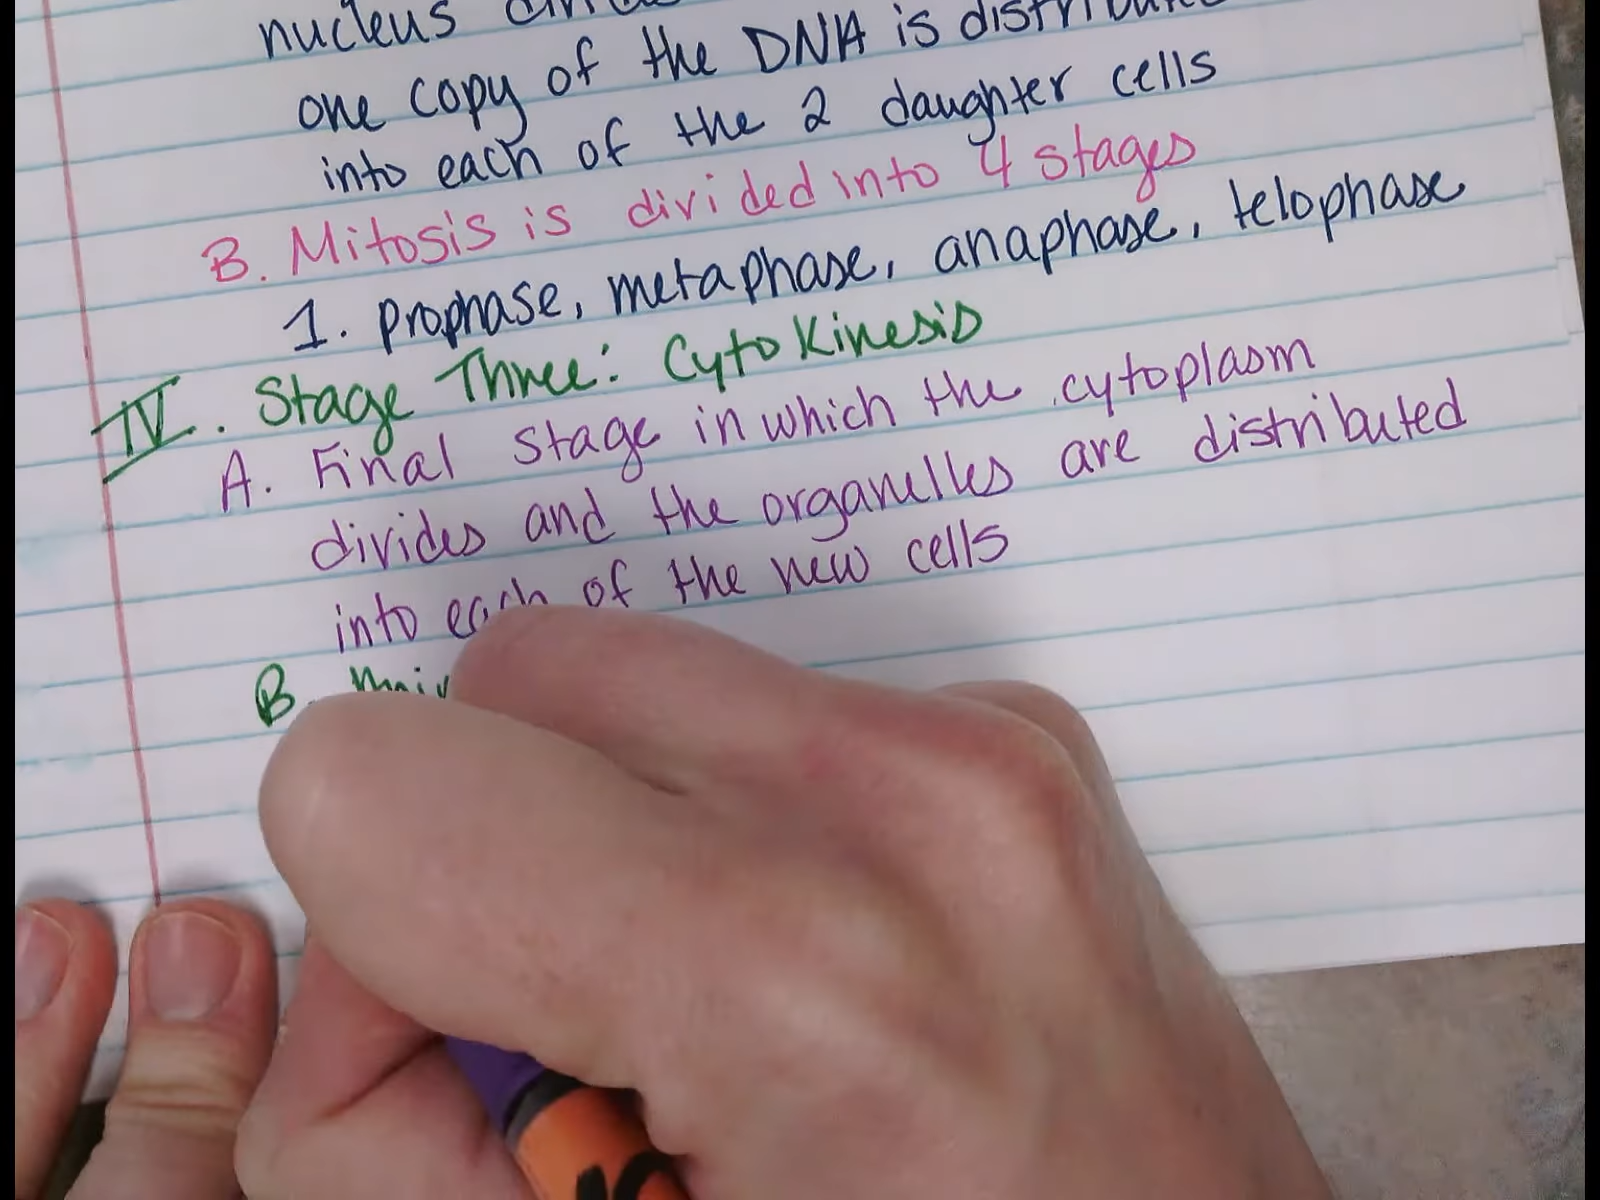 nucleus
one copy of the DNA is
into each of the 2 daughter cells
B. Mitosis is divided into 4 stages
1. prophase, metaphase, anaphase, telophase
IV. Stage Three: Cytokinesis
A. Final stage in which the cytoplasm
divides and the organelles are distributed
into each of the new cells
B.